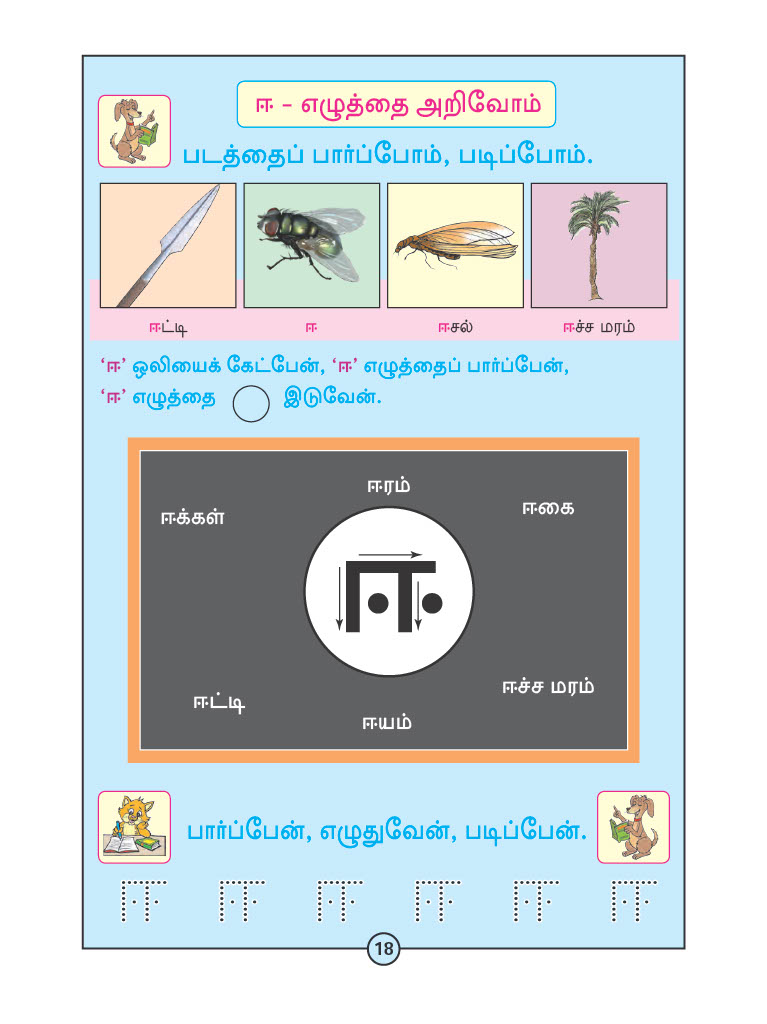 ஈ – எழுத்தை அறிவோம்
படத்தைப் பார்ப்போம், படிப்போம்.
ஈட்டி ஈ ஈசல் ஈச்ச மரம்
‘ஈ’ ஒலியைக் கேட்பேன், ‘ஈ’ எழுத்தைப் பார்ப்பேன்,
‘ஈ’ எழுத்தை இடுவேன்.
ஈரம்
ஈக்கள் ஈகை
ஈ
ஈட்டி ஈச்ச மரம்
ஈயம்
பார்ப்பேன், எழுதுவேன், படிப்பேன்.
ஈ ஈ ஈ ஈ ஈ ஈ
18